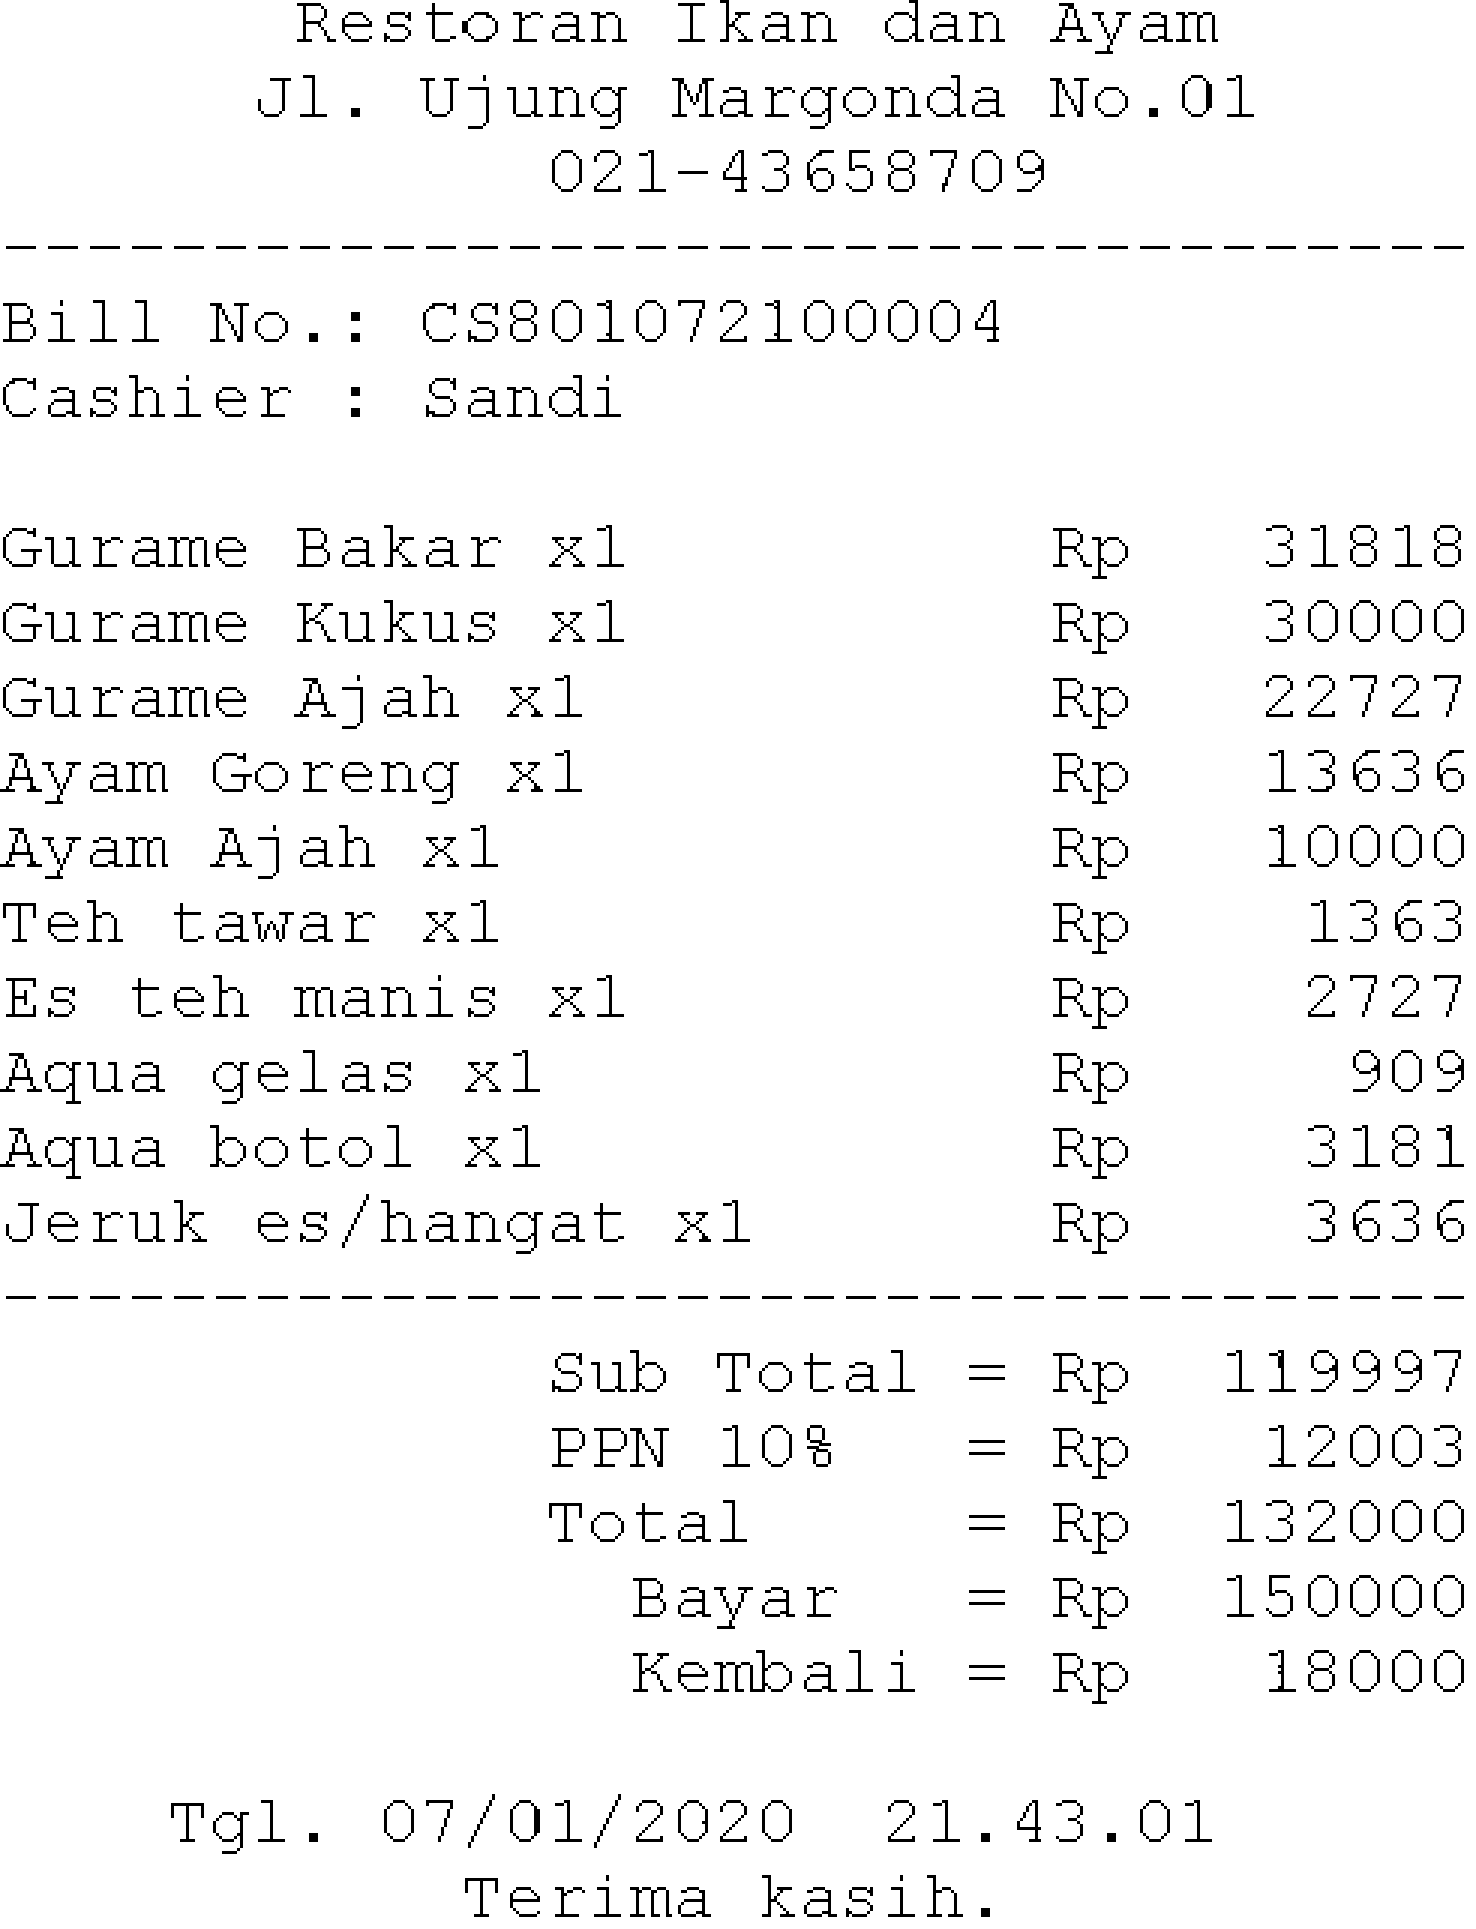 Restoran Ikan dan Ayam
Jl. Ujung Margonda No.01
021-43658709
-----------------------------------
Bill No.: CS801072100004
Cashier : Sandi
Gurame Bakar x1 Rp 31818
Gurame Kukus x1 Rp 30000
Gurame Ajah x1 Rp 22727
Ayam Goreng x1 Rp 13636
Ayam Ajah x1 Rp 10000
Teh tawar x1 Rp 1363
Es teh manis x1 Rp 2727
Aqua gelas x1 Rp 909
Aqua botol x1 Rp 3181
Jeruk es/hangat x1 Rp 3636
-----------------------------------
Sub Total = Rp 119997
PPN 10% = Rp 12003
Total = Rp 132000
Bayar = Rp 150000
Kembali = Rp 18000
Tgl. 07/01/2020 21.43.01
Terima kasih.